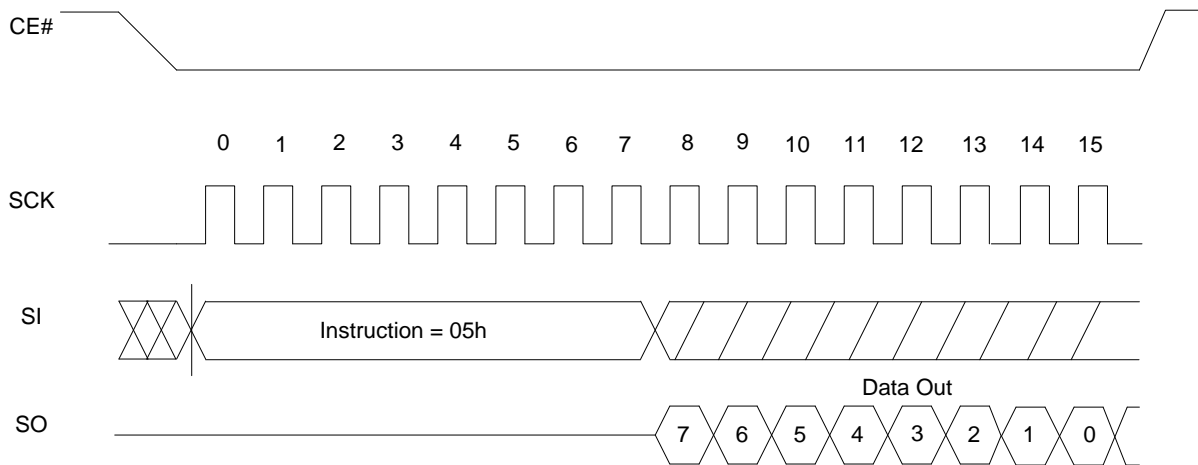 CE#
0 1 2 3 4 5 6 7 8 9 10 11 12 13 14 15
SCK
SI
Instruction = 05h
Data Out
SO
7 6 5 4 3 2 1 0